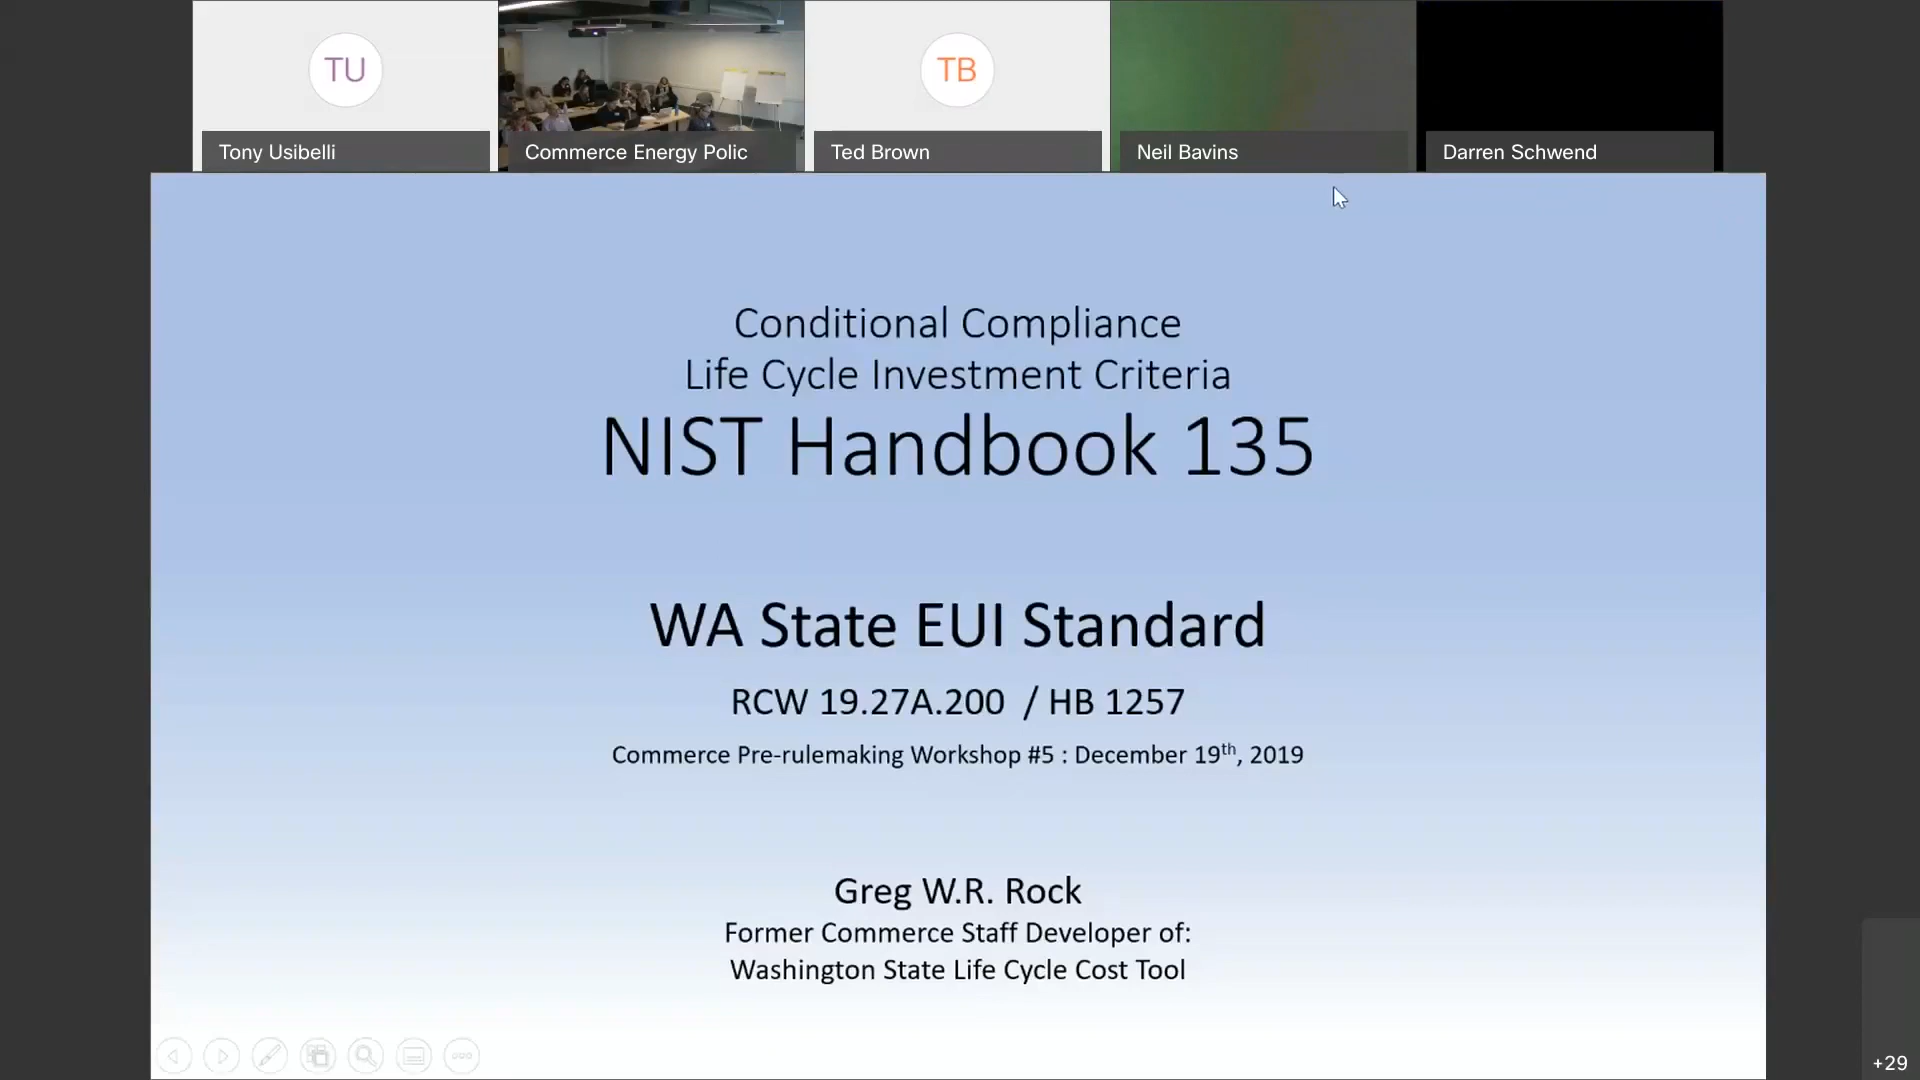 TU
TB
Tony Usibelli
Commerce Energy Polic
Ted Brown
Neil Bavins
Darren Schwend
Conditional Compliance
Life Cycle Investment Criteria
NIST Handbook 135
WA State EUI Standard
RCW 19.27A.200 / HB 1257
Commerce Pre-rulemaking Workshop #5 : December 19th, 2019
Greg W.R. Rock
Former Commerce Staff Developer of:
Washington State Life Cycle Cost Tool
+29